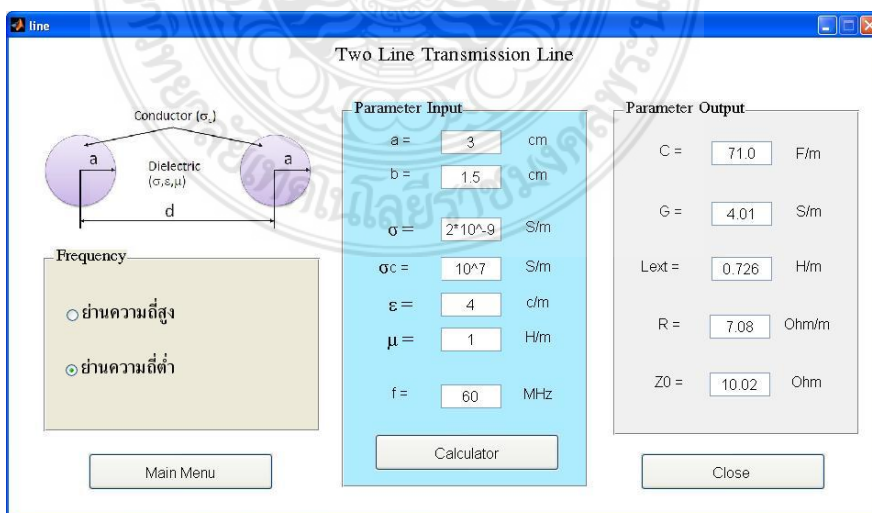 line
Two Line Transmission Line
Conductor (σc)
a
a
Dielectric
(σ,ε,μ)
d
Frequency
ย่านความถี่สูง
ย่านความถี่ต่ำ
Main Menu
Parameter Input
a = 3 cm
b = 1.5 cm
σ = 2*10^-9 S/m
σc = 10^7 S/m
ε = 4 c/m
μ = 1 H/m
f = 60 MHz
Calculator
Parameter Output
C = 71.0 F/m
G = 4.01 S/m
Lext = 0.726 H/m
R = 7.08 Ohm/m
Z0 = 10.02 Ohm
Close